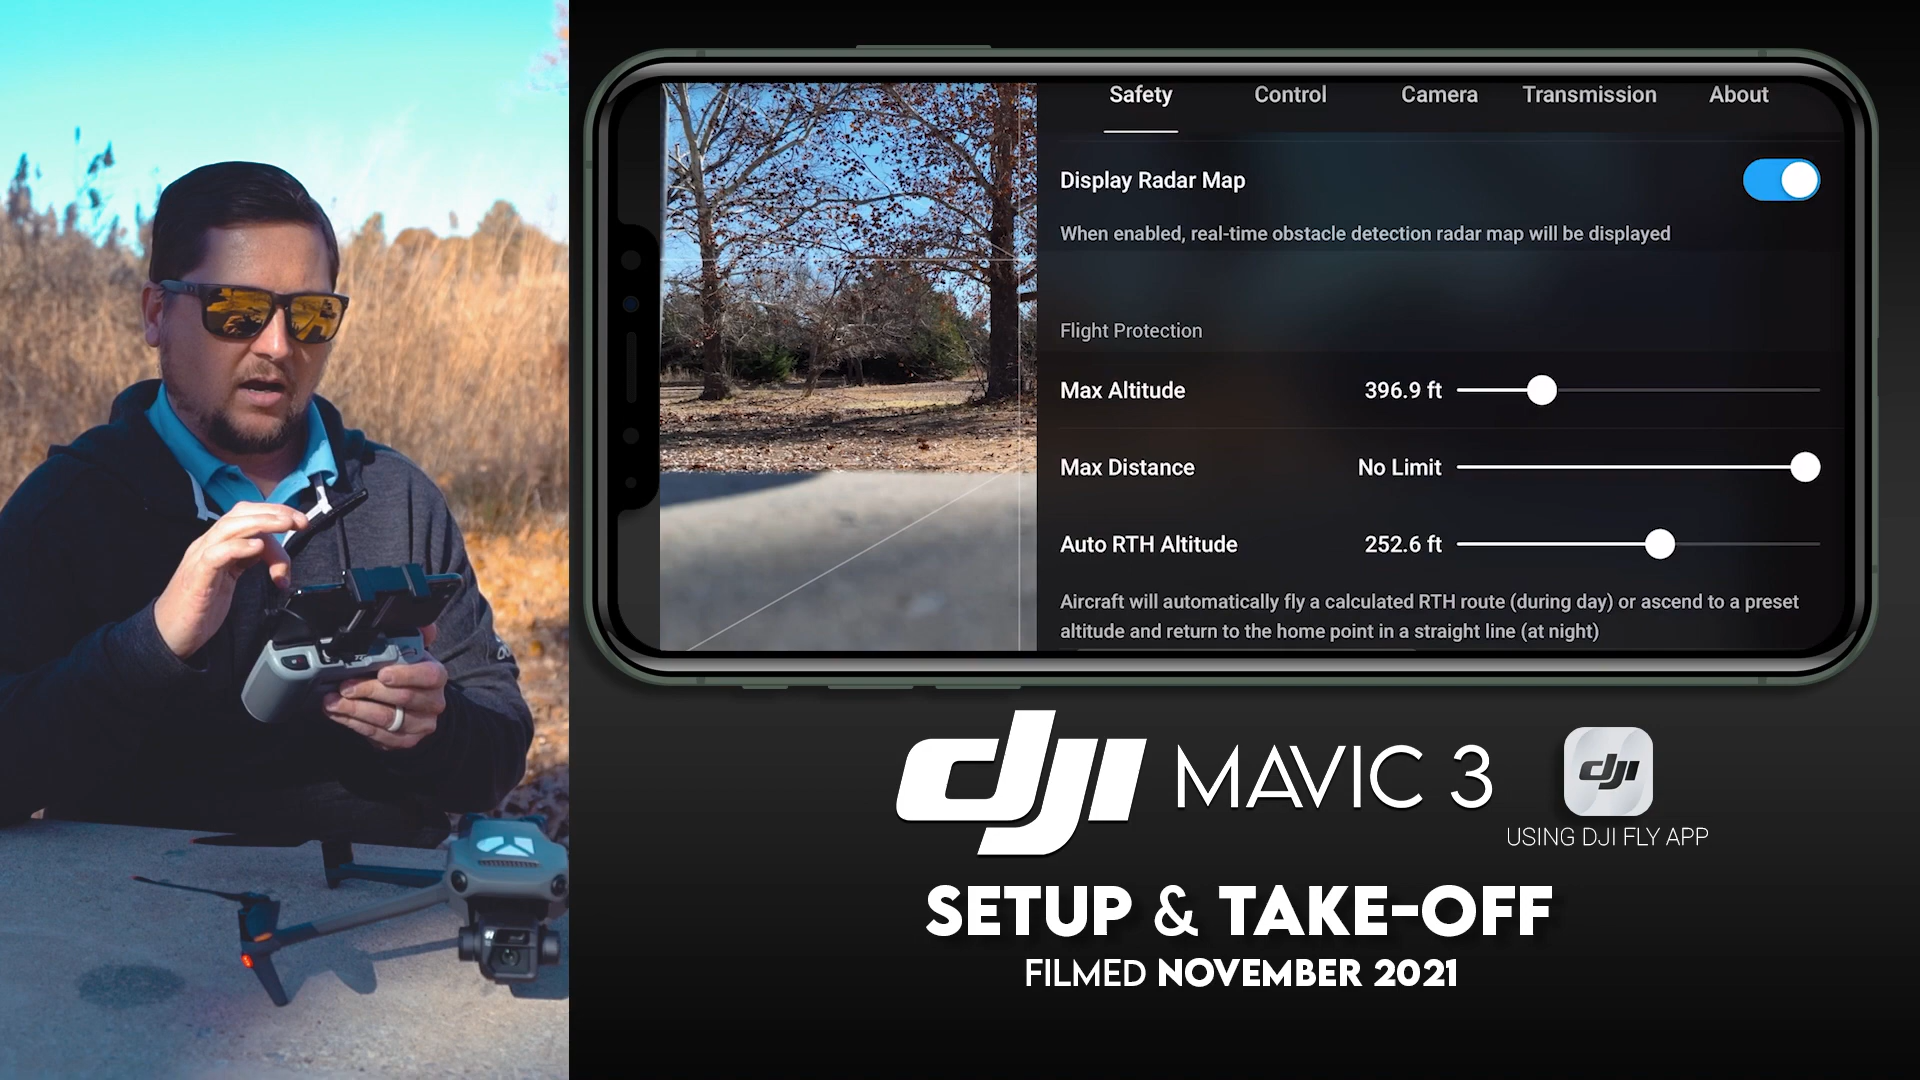 Safety Control Camera Transmission About
Display Radar Map
When enabled, real-time obstacle detection radar map will be displayed
Flight Protection
Max Altitude 396.9 ft
Max Distance No Limit
Auto RTH Altitude 252.6 ft
Aircraft will automatically fly a calculated RTH route (during day) or ascend to a preset
altitude and return to the home point in a straight line (at night)
dji MAVIC 3
dji
USING DJI FLY APP
SETUP & TAKE-OFF
FILMED NOVEMBER 2021